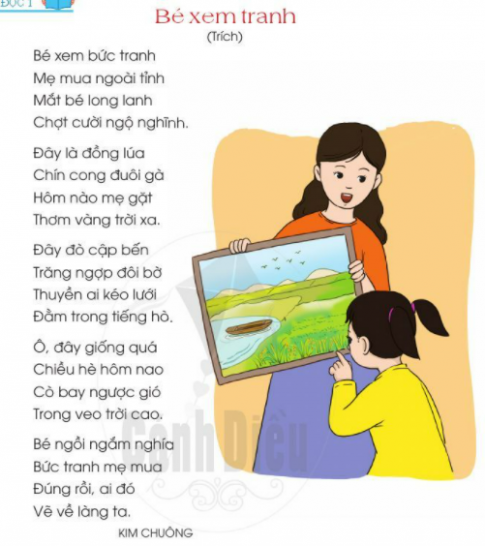 ĐỌC 1
Bé xem tranh
(Trích)
Bé xem bức tranh
Mẹ mua ngoài tỉnh
Mắt bé long lanh
Chợt cười ngộ nghĩnh.
Đây là đồng lúa
Chín cong đuôi gà
Hôm nào mẹ gặt
Thơm vàng trời xa.
Đây đò cập bến
Trăng ngợp đôi bờ
Thuyền ai kéo lưới
Đầm trong tiếng hò.
Ô, đây giống quá
Chiều hè hôm nao
Cò bay ngược gió
Trong veo trời cao.
Bé ngồi ngắm nghía
Bức tranh mẹ mua
Đúng rồi, ai đó
Vẽ về làng ta.
KIM CHUÔNG
Cánh Diều